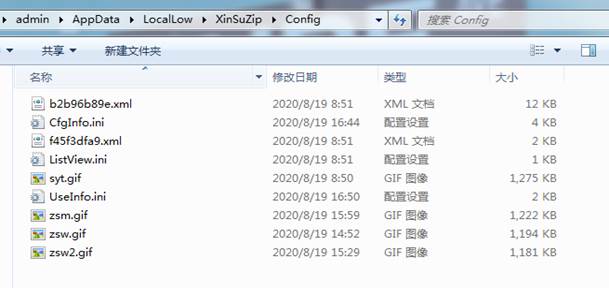 admin ▸ AppData ▸ LocalLow ▸ XinSuZip ▸ Config ▸ 搜索 Config
共享 新建文件夹
名称 修改日期 类型 大小
b2b96b89e.xml 2020/8/19 8:51 XML 文档 12 KB
CfgInfo.ini 2020/8/19 16:44 配置设置 4 KB
f45f3dfa9.xml 2020/8/19 8:51 XML 文档 2 KB
ListView.ini 2020/8/19 8:51 配置设置 1 KB
syt.gif 2020/8/19 8:50 GIF 图像 1,275 KB
UseInfo.ini 2020/8/19 16:50 配置设置 2 KB
zsm.gif 2020/8/19 15:59 GIF 图像 1,222 KB
zsw.gif 2020/8/19 14:52 GIF 图像 1,194 KB
zsw2.gif 2020/8/19 15:29 GIF 图像 1,181 KB